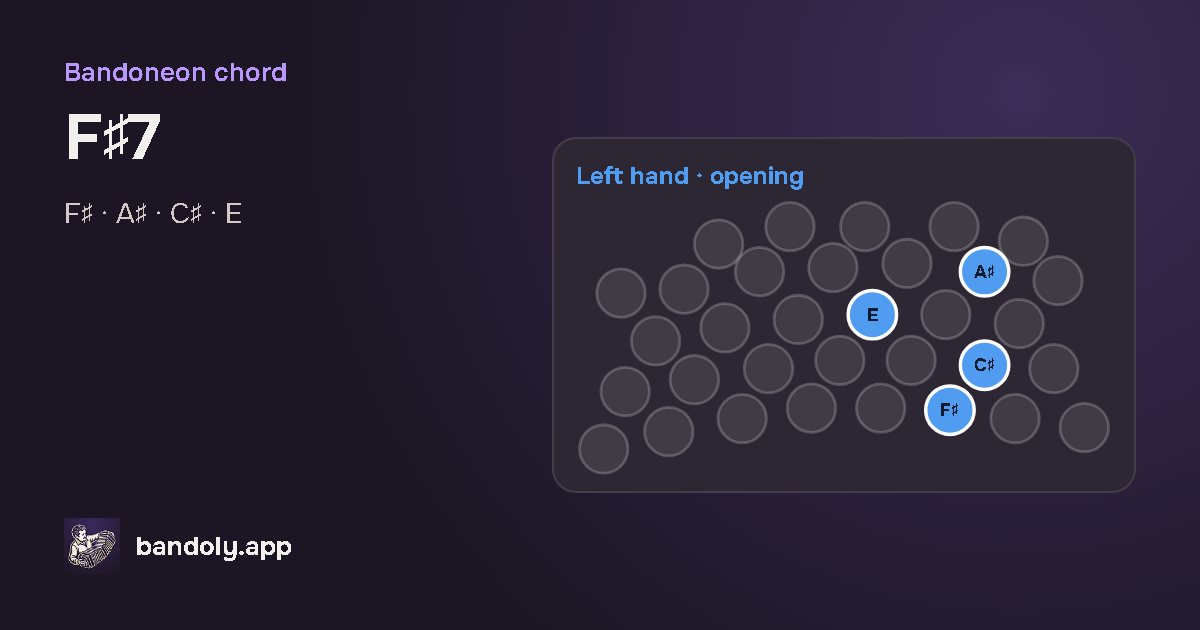 Bandoneon chord
F♯7
F♯ · A♯ · C♯ · E
Left hand · opening
A♯
E
C♯
F♯
bandoly.app